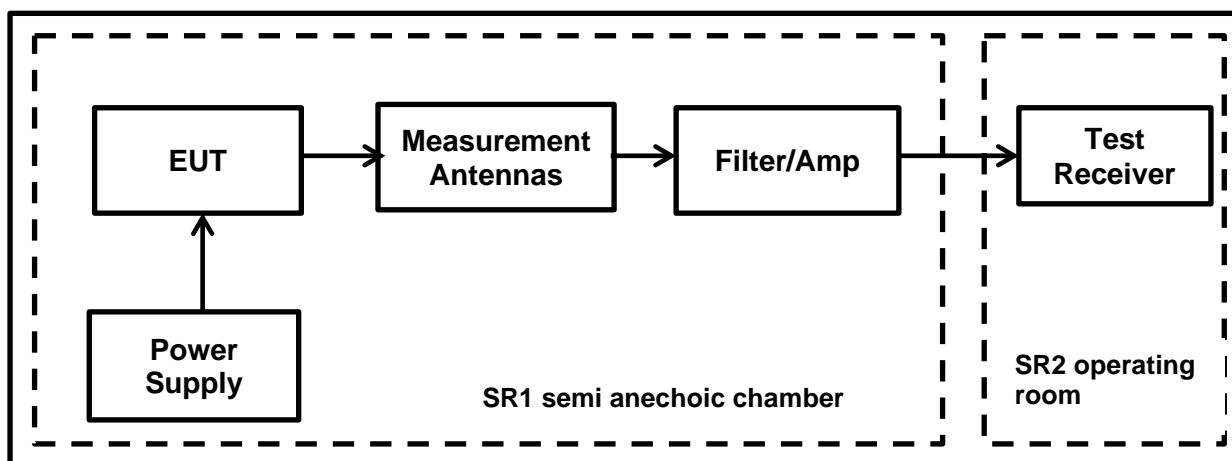 EUT
Measurement
Antennas
Filter/Amp
Test
Receiver
Power
Supply
SR1 semi anechoic chamber
SR2 operating
room